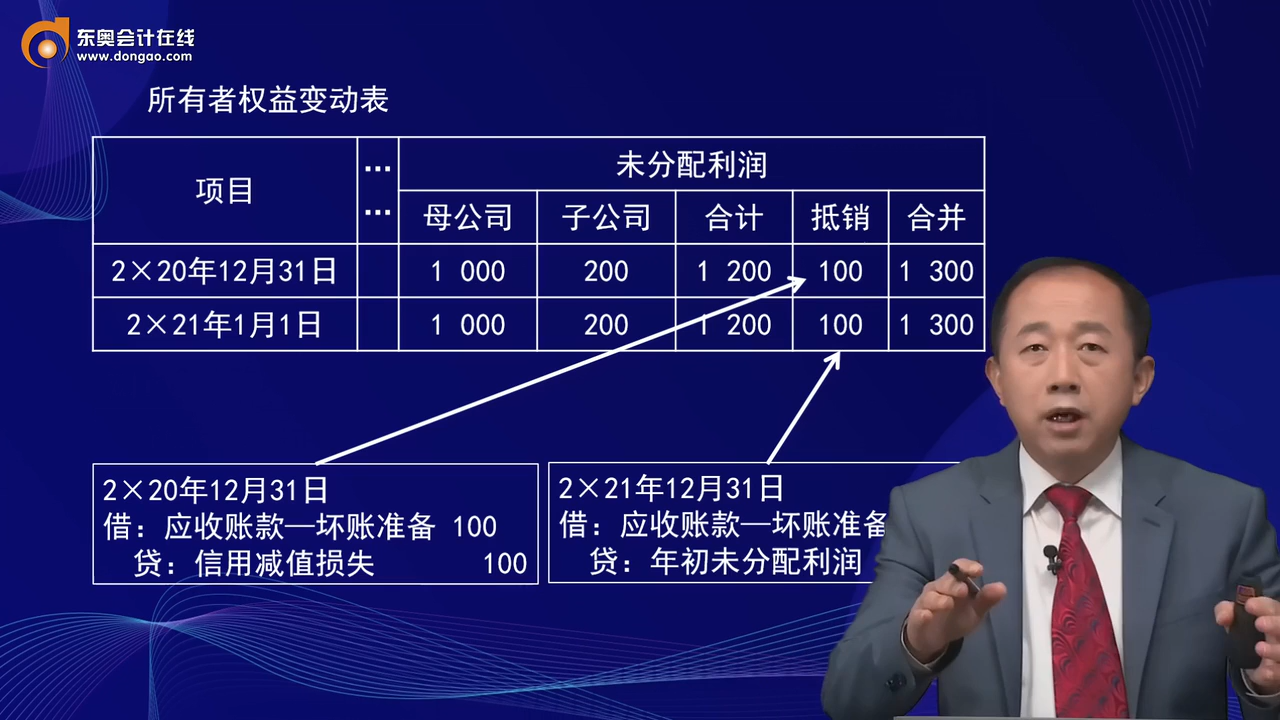 东奥会计在线
www.dongao.com
所有者权益变动表
项目 …… 未分配利润
母公司 子公司 合计 抵销 合并
2×20年12月31日 1 000 200 1 200 100 1 300
2×21年1月1日 1 000 200 1 200 100 1 300
2×20年12月31日
借：应收账款—坏账准备 100
贷：信用减值损失 100
2×21年12月31日
借：应收账款—坏账准备
贷：年初未分配利润